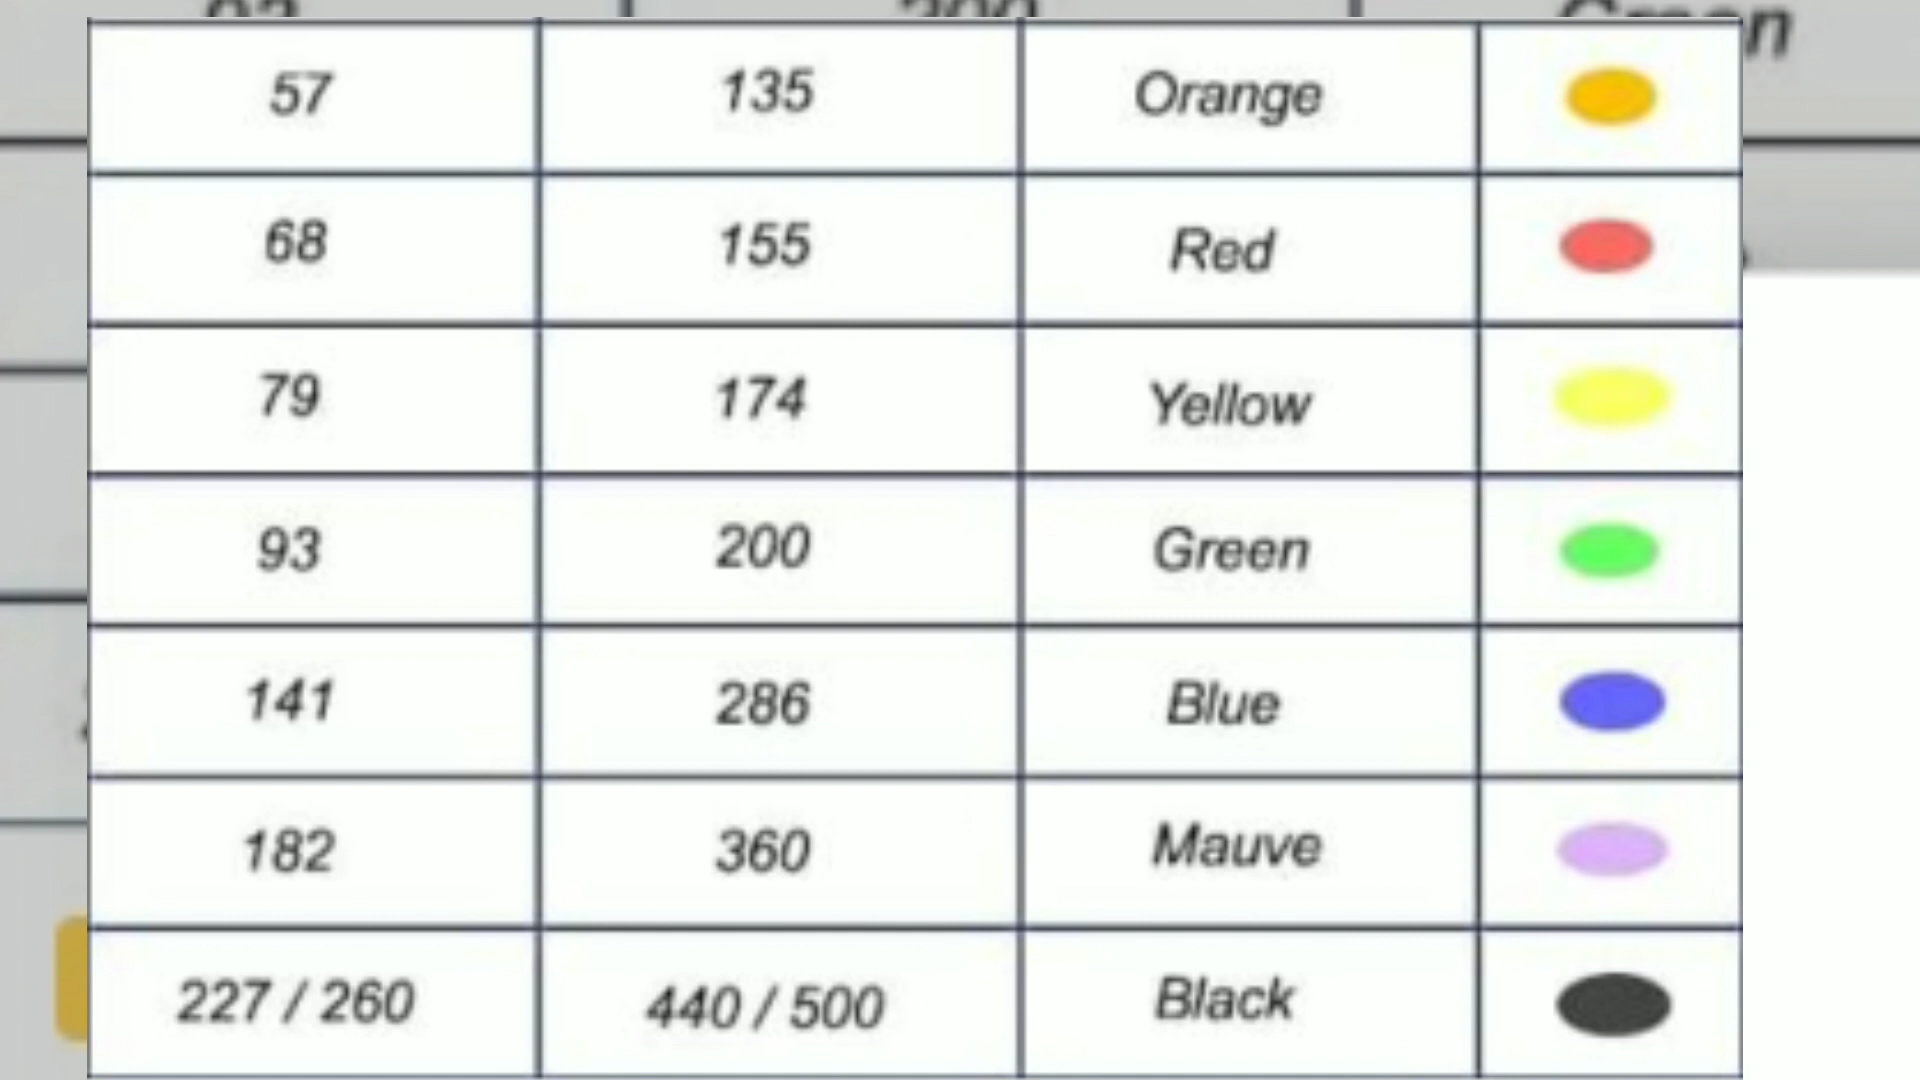 57 135 Orange
68 155 Red
79 174 Yellow
93 200 Green
141 286 Blue
182 360 Mauve
227 / 260 440 / 500 Black